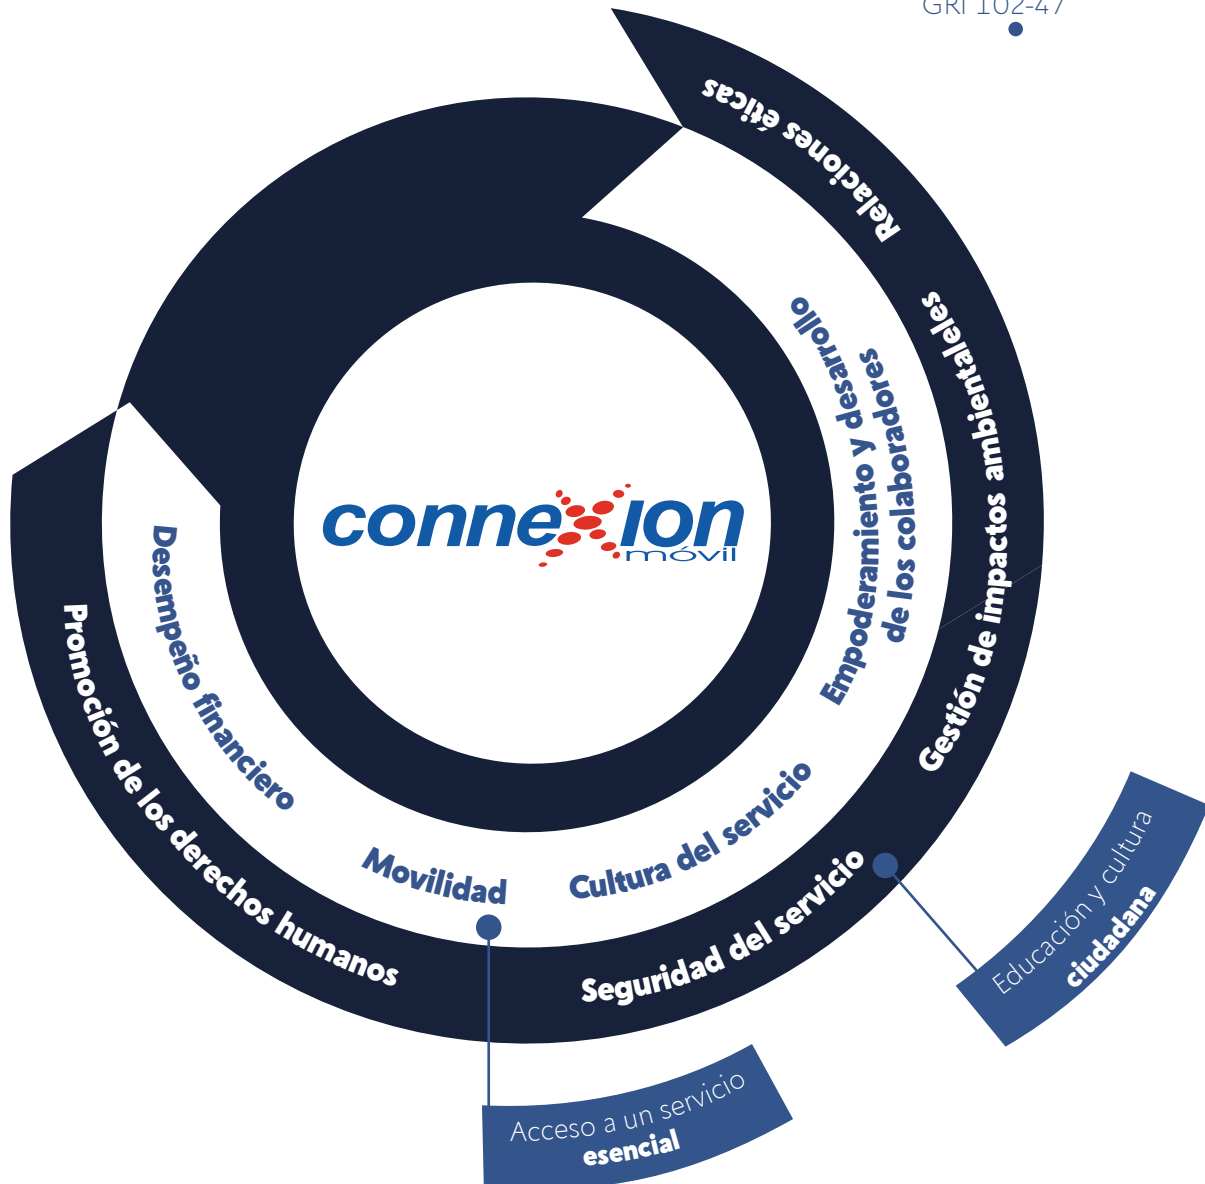 GRI 102-47
Relaciones éticas
Gestión de impactos ambientaleles
Empoderamiento y desarrollo
de los colaboradores
connexion
móvil
Desempeño financiero
Promoción de los derechos humanos
Movilidad
Cultura del servicio
Seguridad del servicio
Educación y cultura
ciudadana
Acceso a un servicio
esencial